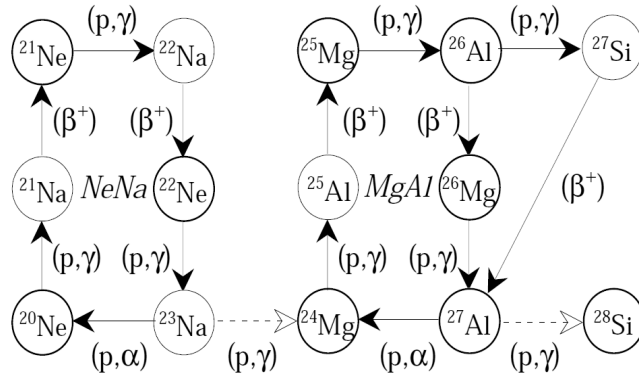 (p,γ) (p,γ) (p,γ)
²¹Ne ²²Na ²⁵Mg ²⁶Al ²⁷Si
(β⁺) (β⁺) (β⁺) (β⁺)
²¹Na NeNa ²²Ne ²⁵Al MgAl ²⁶Mg (β⁺)
(p,γ) (p,γ) (p,γ) (p,γ)
²⁰Ne ²³Na ²⁴Mg ²⁷Al ²⁸Si
(p,α) (p,γ) (p,α) (p,γ)